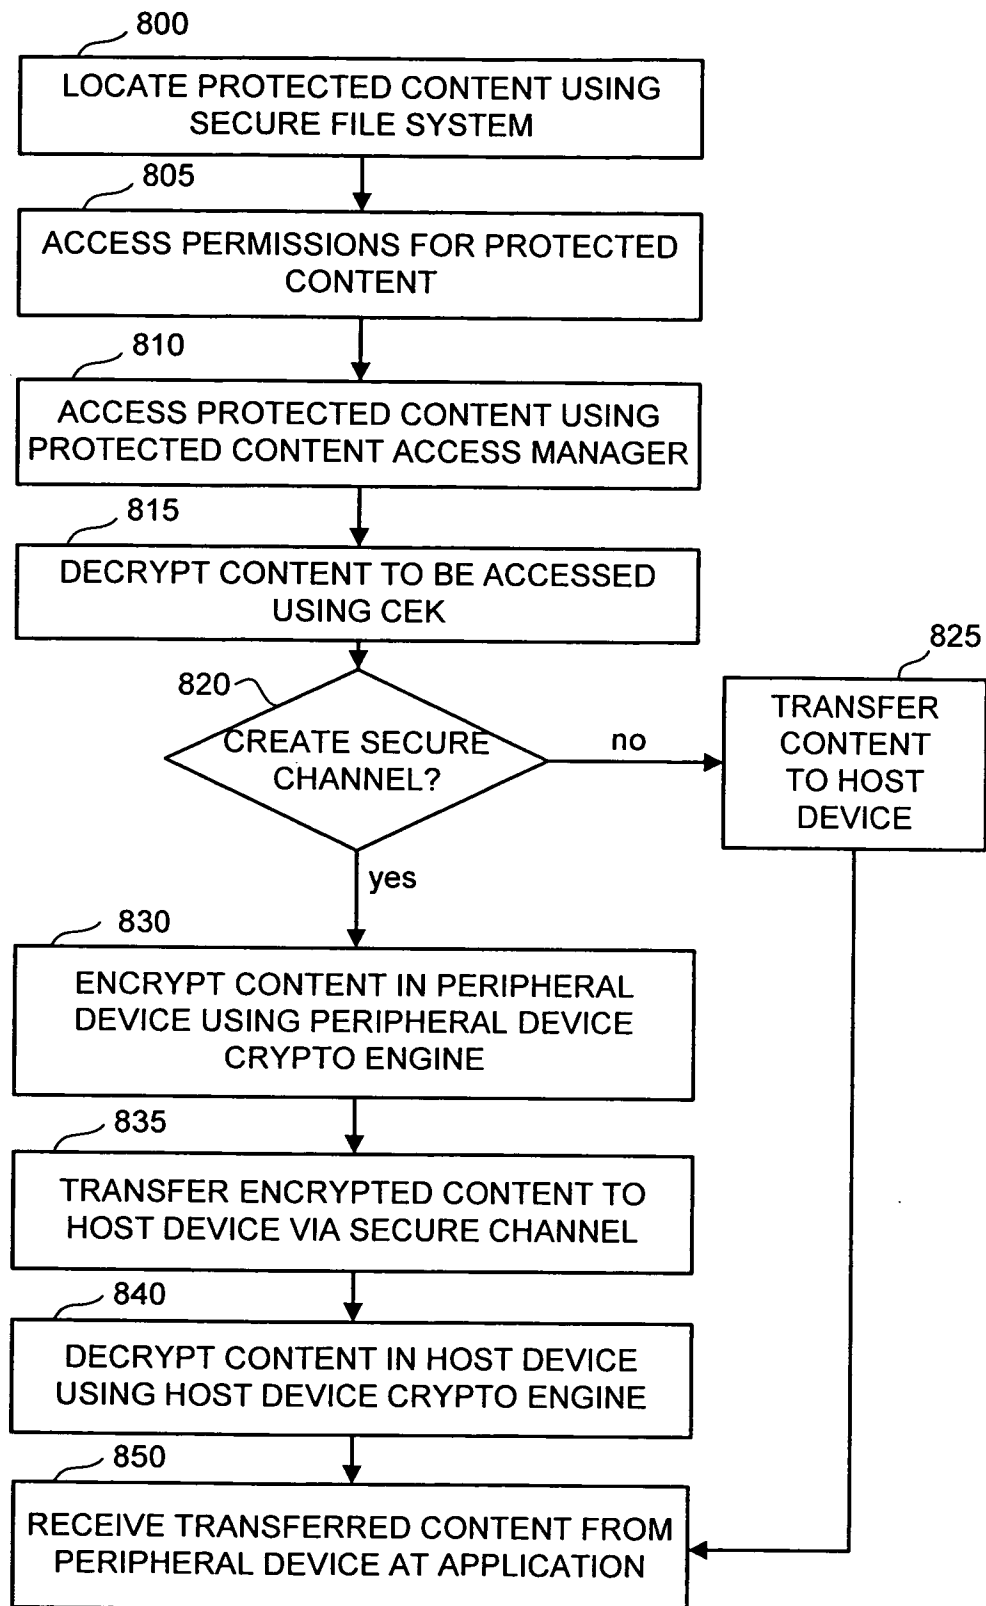 800
LOCATE PROTECTED CONTENT USING
SECURE FILE SYSTEM
805
ACCESS PERMISSIONS FOR PROTECTED
CONTENT
810
ACCESS PROTECTED CONTENT USING
PROTECTED CONTENT ACCESS MANAGER
815
DECRYPT CONTENT TO BE ACCESSED
USING CEK
820
CREATE SECURE
CHANNEL?
no
825
TRANSFER
CONTENT
TO HOST
DEVICE
yes
830
ENCRYPT CONTENT IN PERIPHERAL
DEVICE USING PERIPHERAL DEVICE
CRYPTO ENGINE
835
TRANSFER ENCRYPTED CONTENT TO
HOST DEVICE VIA SECURE CHANNEL
840
DECRYPT CONTENT IN HOST DEVICE
USING HOST DEVICE CRYPTO ENGINE
850
RECEIVE TRANSFERRED CONTENT FROM
PERIPHERAL DEVICE AT APPLICATION